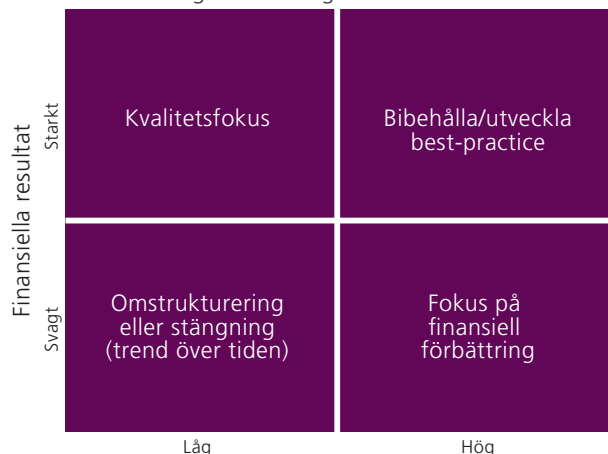 Finansiella resultat
Starkt
Kvalitetsfokus
Bibehålla/utveckla
best-practice
Svagt
Omstrukturering
eller stängning
(trend över tiden)
Fokus på
finansiell
förbättring
Låg
Hög